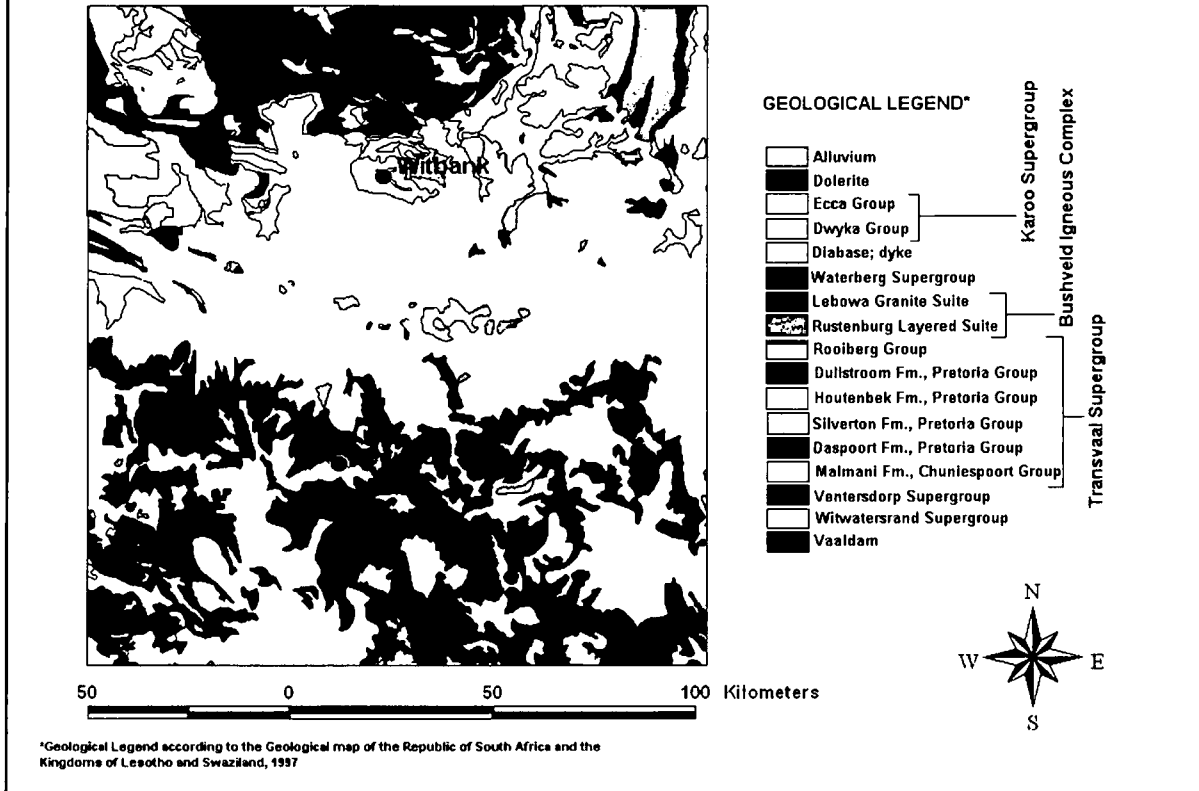 Witbank
GEOLOGICAL LEGEND*
Alluvium
Dolerite
Ecca Group
Dwyka Group
Diabase; dyke
Waterberg Supergroup
Lebowa Granite Suite
Rustenburg Layered Suite
Rooiberg Group
Dullstroom Fm., Pretoria Group
Houtenbek Fm., Pretoria Group
Silverton Fm., Pretoria Group
Daspoort Fm., Pretoria Group
Malmani Fm., Chuniespoort Group
Ventersdorp Supergroup
Witwatersrand Supergroup
Vaaldam
Karoo Supergroup
Bushveld Igneous Complex
Transvaal Supergroup
N
W E
S
50 0 50 100 Kilometers
*Geological Legend according to the Geological map of the Republic of South Africa and the
Kingdoms of Lesotho and Swaziland, 1997